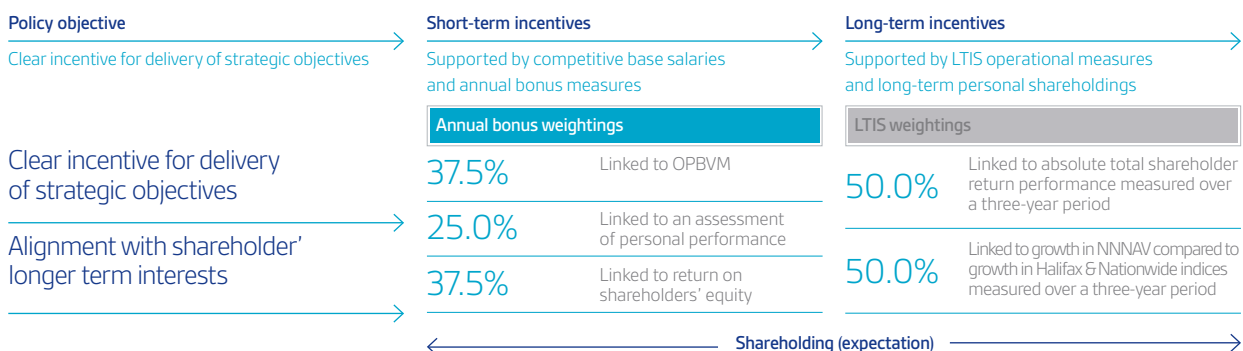 Policy objective
Clear incentive for delivery of strategic objectives
Clear incentive for delivery
of strategic objectives
Alignment with shareholder’
longer term interests
Short-term incentives
Supported by competitive base salaries
and annual bonus measures
Annual bonus weightings
37.5%
Linked to OPBVM
25.0%
Linked to an assessment
of personal performance
37.5%
Linked to return on
shareholders’ equity
Long-term incentives
Supported by LTIS operational measures
and long-term personal shareholdings
LTIS weightings
50.0%
Linked to absolute total shareholder
return performance measured over
a three-year period
50.0%
Linked to growth in NNNAV compared to
growth in Halifax & Nationwide indices
measured over a three-year period
Shareholding (expectation)